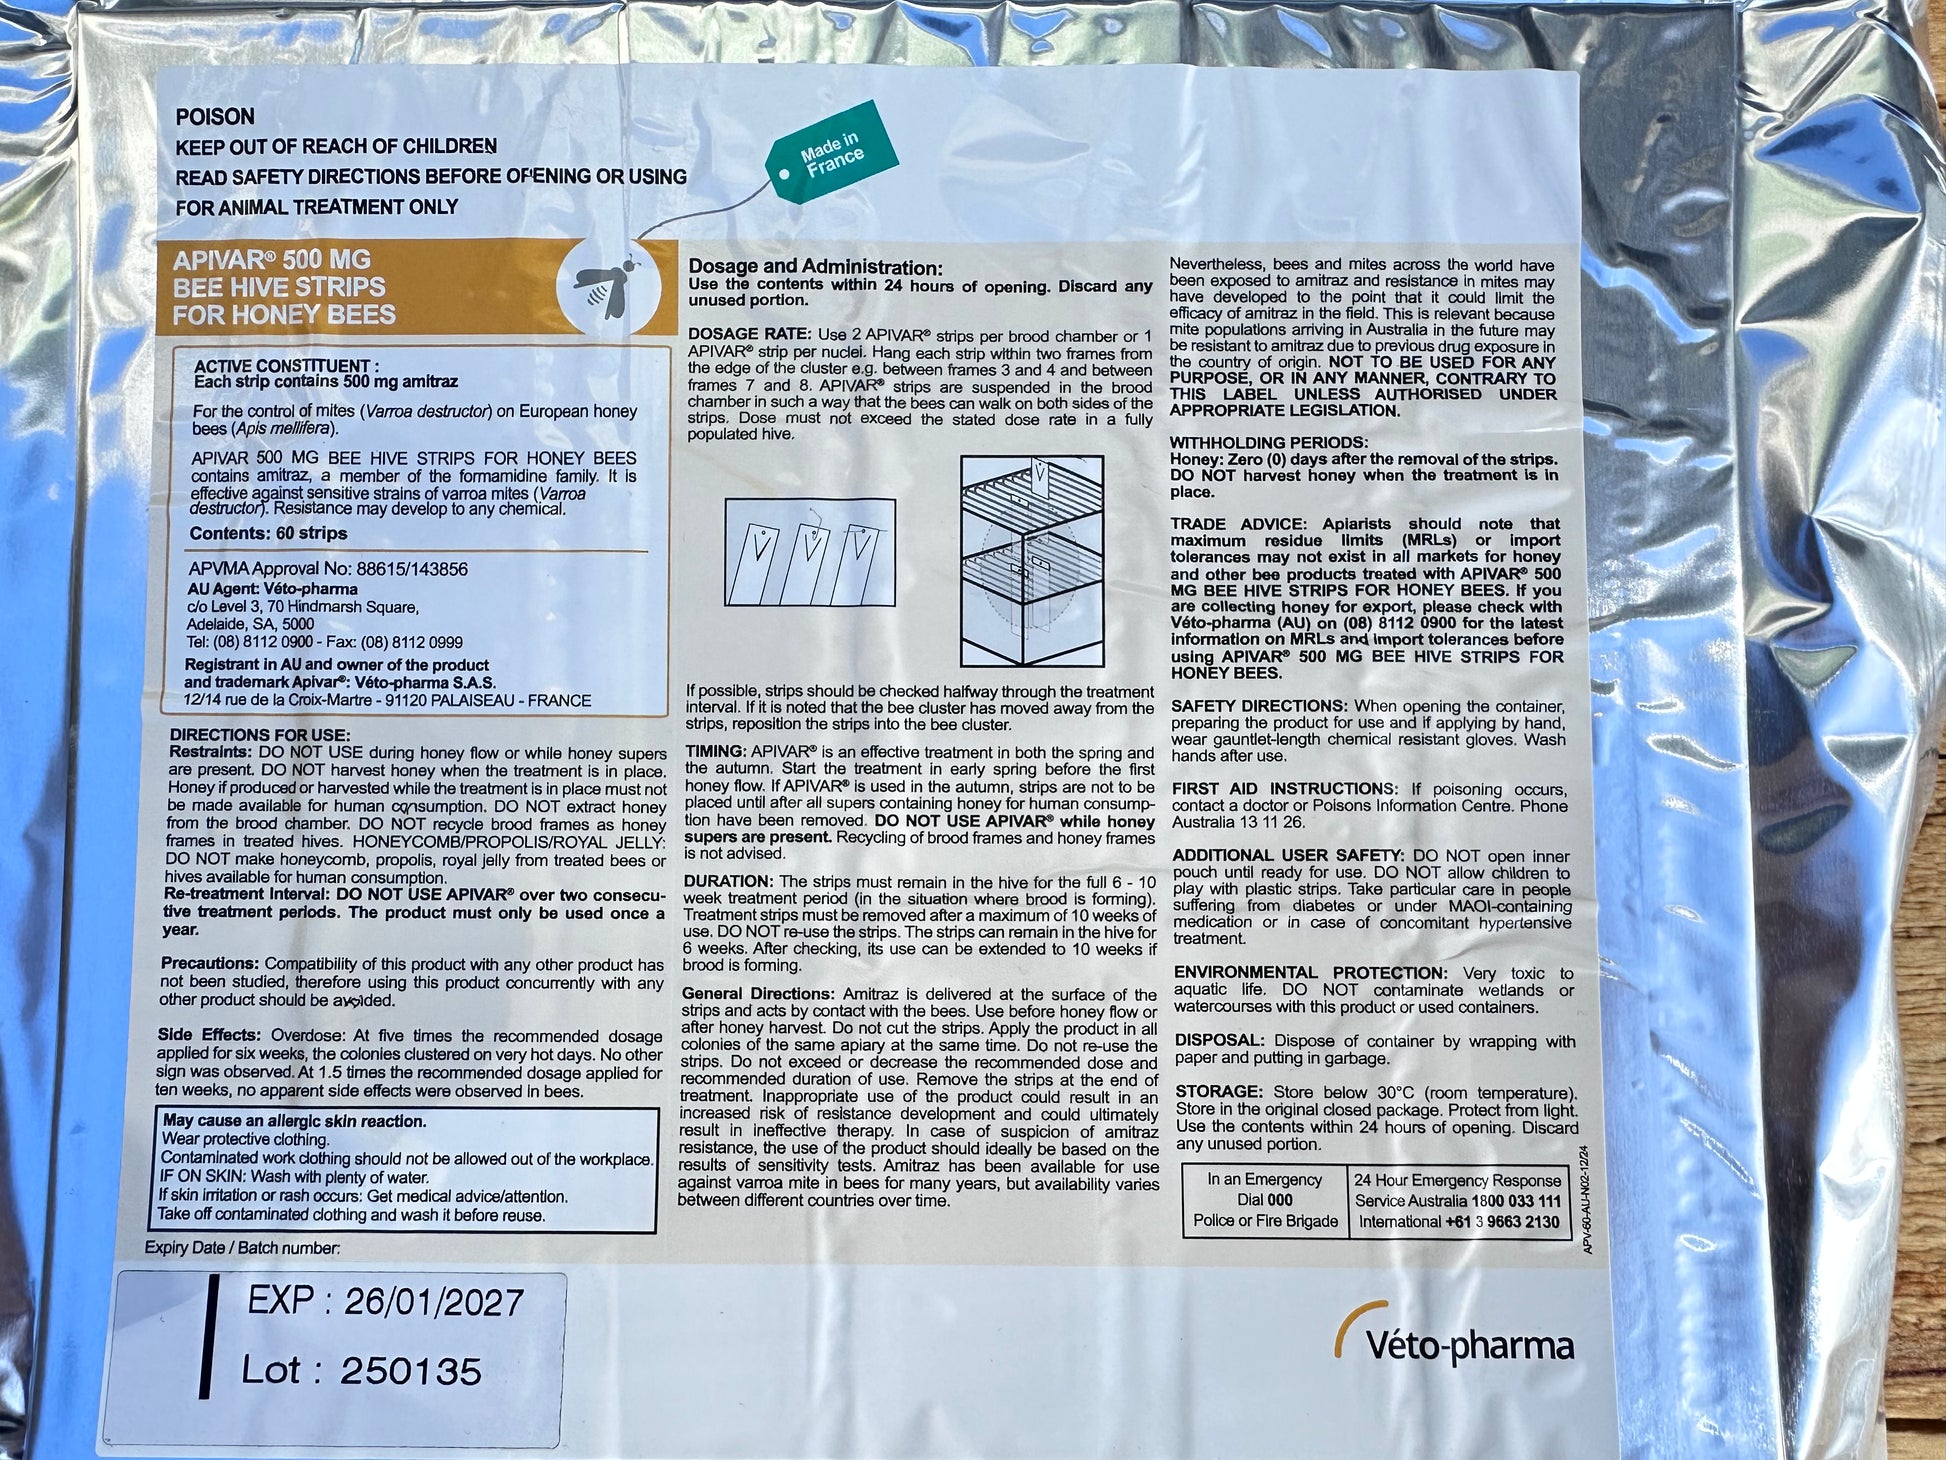 POISON
KEEP OUT OF REACH OF CHILDREN
READ SAFETY DIRECTIONS BEFORE OPENING OR USING
FOR ANIMAL TREATMENT ONLY
Made in
France
APIVAR® 500 MG
BEE HIVE STRIPS
FOR HONEY BEES
ACTIVE CONSTITUENT :
Each strip contains 500 mg amitraz
For the control of mites (Varroa destructor) on European honey
bees (Apis mellifera).
APIVAR 500 MG BEE HIVE STRIPS FOR HONEY BEES
contains amitraz, a member of the formamidine family. It is
effective against sensitive strains of varroa mites (Varroa
destructor). Resistance may develop to any chemical.
Contents: 60 strips
APVMA Approval No: 88615/143856
AU Agent: Véto-pharma
c/o Level 3, 70 Hindmarsh Square,
Adelaide, SA, 5000
Tel: (08) 8112 0900 - Fax: (08) 8112 0999
Registrant in AU and owner of the product
and trademark Apivar®: Véto-pharma S.A.S.
12/14 rue de la Croix-Martre - 91120 PALAISEAU - FRANCE
DIRECTIONS FOR USE:
Restraints: DO NOT USE during honey flow or while honey supers
are present. DO NOT harvest honey when the treatment is in place.
Honey if produced or harvested while the treatment is in place must not
be made available for human consumption. DO NOT extract honey
from the brood chamber. DO NOT recycle brood frames as honey
frames in treated hives. HONEYCOMB/PROPOLIS/ROYAL JELLY:
DO NOT make honeycomb, propolis, royal jelly from treated bees or
hives available for human consumption.
Re-treatment Interval: DO NOT USE APIVAR® over two consecu-
tive treatment periods. The product must only be used once a
year.
Precautions: Compatibility of this product with any other product has
not been studied, therefore using this product concurrently with any
other product should be avoided.
Side Effects: Overdose: At five times the recommended dosage
applied for six weeks, the colonies clustered on very hot days. No other
sign was observed. At 1.5 times the recommended dosage applied for
ten weeks, no apparent side effects were observed in bees.
May cause an allergic skin reaction.
Wear protective clothing.
Contaminated work clothing should not be allowed out of the workplace.
IF ON SKIN: Wash with plenty of water.
If skin irritation or rash occurs: Get medical advice/attention.
Take off contaminated clothing and wash it before reuse.
Expiry Date / Batch number:
EXP : 26/01/2027
Lot : 250135
Dosage and Administration:
Use the contents within 24 hours of opening. Discard any
unused portion.
DOSAGE RATE: Use 2 APIVAR® strips per brood chamber or 1
APIVAR® strip per nuclei. Hang each strip within two frames from
the edge of the cluster e.g. between frames 3 and 4 and between
frames 7 and 8. APIVAR® strips are suspended in the brood
chamber in such a way that the bees can walk on both sides of the
strips. Dose must not exceed the stated dose rate in a fully
populated hive.
If possible, strips should be checked halfway through the treatment
interval. If it is noted that the bee cluster has moved away from the
strips, reposition the strips into the bee cluster.
TIMING: APIVAR® is an effective treatment in both the spring and
the autumn. Start the treatment in early spring before the first
honey flow. If APIVAR® is used in the autumn, strips are not to be
placed until after all supers containing honey for human consump-
tion have been removed. DO NOT USE APIVAR® while honey
supers are present. Recycling of brood frames and honey frames
is not advised.
DURATION: The strips must remain in the hive for the full 6 - 10
week treatment period (in the situation where brood is forming).
Treatment strips must be removed after a maximum of 10 weeks of
use. DO NOT re-use the strips. The strips can remain in the hive for
6 weeks. After checking, its use can be extended to 10 weeks if
brood is forming.
General Directions: Amitraz is delivered at the surface of the
strips and acts by contact with the bees. Use before honey flow or
after honey harvest. Do not cut the strips. Apply the product in all
colonies of the same apiary at the same time. Do not re-use the
strips. Do not exceed or decrease the recommended dose and
recommended duration of use. Remove the strips at the end of
treatment. Inappropriate use of the product could result in an
increased risk of resistance development and could ultimately
result in ineffective therapy. In case of suspicion of amitraz
resistance, the use of the product should ideally be based on the
results of sensitivity tests. Amitraz has been available for use
against varroa mite in bees for many years, but availability varies
between different countries over time.
Nevertheless, bees and mites across the world have
been exposed to amitraz and resistance in mites may
have developed to the point that it could limit the
efficacy of amitraz in the field. This is relevant because
mite populations arriving in Australia in the future may
be resistant to amitraz due to previous drug exposure in
the country of origin. NOT TO BE USED FOR ANY
PURPOSE, OR IN ANY MANNER, CONTRARY TO
THIS LABEL UNLESS AUTHORISED UNDER
APPROPRIATE LEGISLATION.
WITHHOLDING PERIODS:
Honey: Zero (0) days after the removal of the strips.
DO NOT harvest honey when the treatment is in
place.
TRADE ADVICE: Apiarists should note that
maximum residue limits (MRLs) or import
tolerances may not exist in all markets for honey
and other bee products treated with APIVAR® 500
MG BEE HIVE STRIPS FOR HONEY BEES. If you
are collecting honey for export, please check with
Véto-pharma (AU) on (08) 8112 0900 for the latest
information on MRLs and import tolerances before
using APIVAR® 500 MG BEE HIVE STRIPS FOR
HONEY BEES.
SAFETY DIRECTIONS: When opening the container,
preparing the product for use and if applying by hand,
wear gauntlet-length chemical resistant gloves. Wash
hands after use.
FIRST AID INSTRUCTIONS: If poisoning occurs,
contact a doctor or Poisons Information Centre. Phone
Australia 13 11 26.
ADDITIONAL USER SAFETY: DO NOT open inner
pouch until ready for use. DO NOT allow children to
play with plastic strips. Take particular care in people
suffering from diabetes or under MAOI-containing
medication or in case of concomitant hypertensive
treatment.
ENVIRONMENTAL PROTECTION: Very toxic to
aquatic life. DO NOT contaminate wetlands or
watercourses with this product or used containers.
DISPOSAL: Dispose of container by wrapping with
paper and putting in garbage.
STORAGE: Store below 30°C (room temperature).
Store in the original closed package. Protect from light.
Use the contents within 24 hours of opening. Discard
any unused portion.
In an Emergency
Dial 000
Police or Fire Brigade
24 Hour Emergency Response
Service Australia 1800 033 111
International +61 3 9663 2130
APV-60-AU-N02-12/24
Véto-pharma